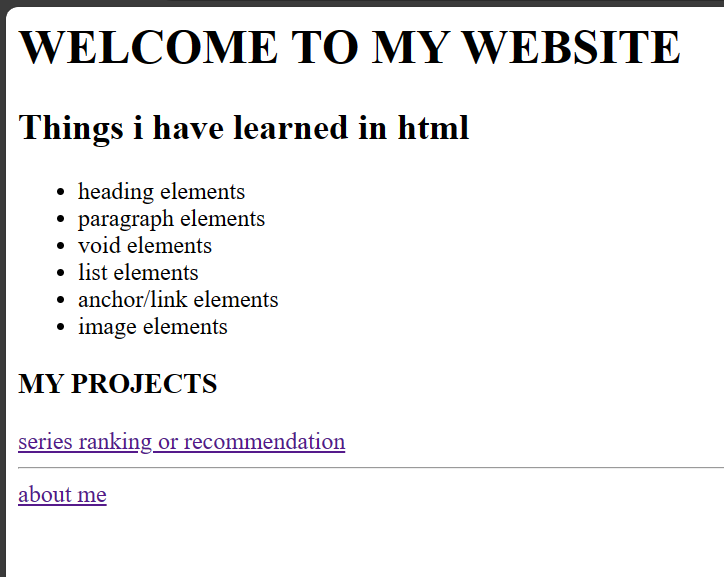 WELCOME TO MY WEBSITE
Things i have learned in html
heading elements
paragraph elements
void elements
list elements
anchor/link elements
image elements
MY PROJECTS
series ranking or recommendation
about me